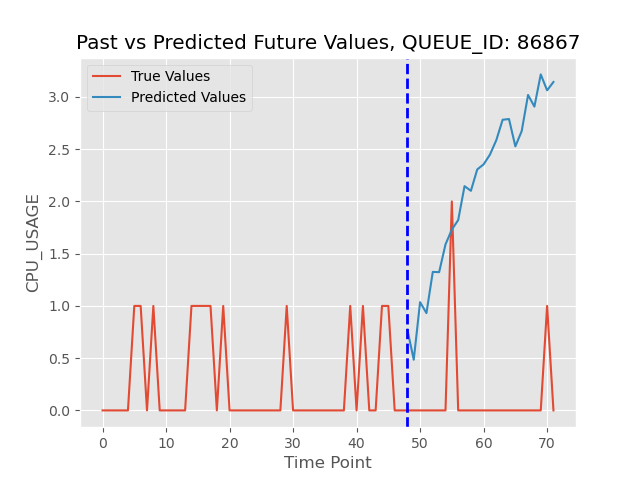 Past vs Predicted Future Values, QUEUE_ID: 86867
True Values
Predicted Values
CPU_USAGE
3.0
2.5
2.0
1.5
1.0
0.5
0.0
0 10 20 30 40 50 60 70
Time Point